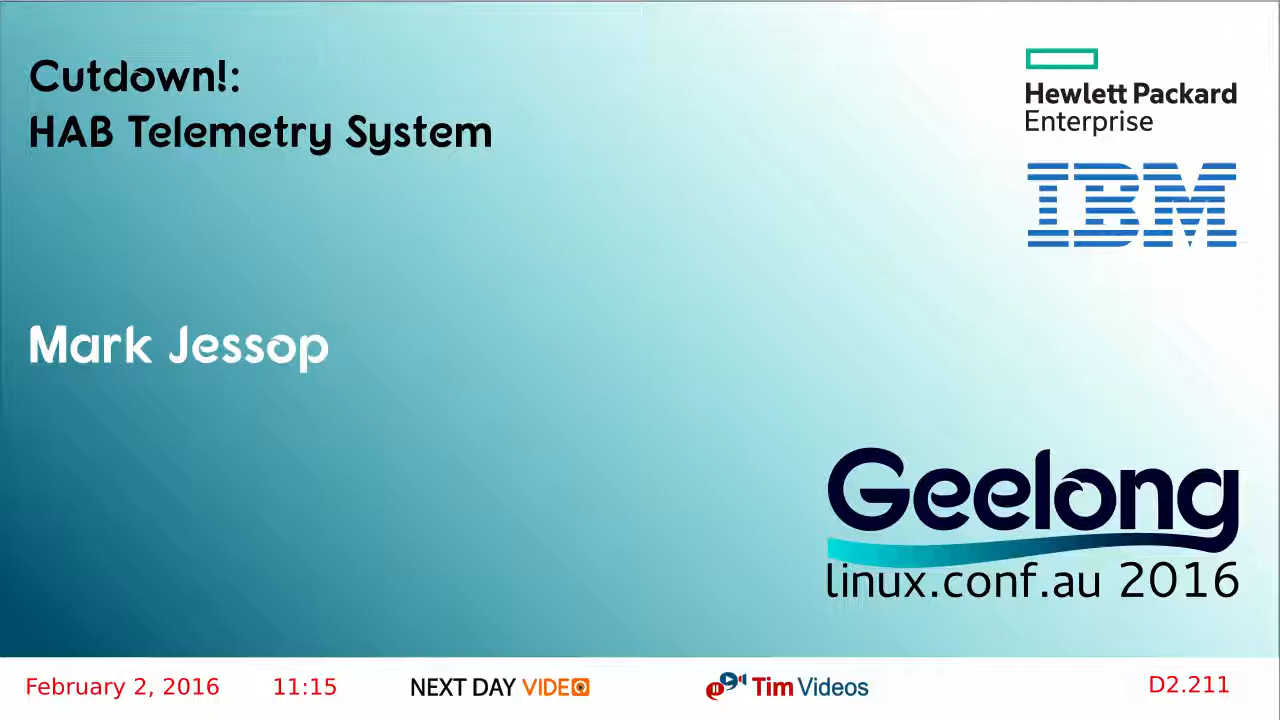 Cutdown!:
HAB Telemetry System
Hewlett Packard
Enterprise
IBM
Mark Jessop
Geelong
linux.conf.au 2016
February 2, 2016 11:15 NEXT DAY VIDEO Tim Videos D2.211